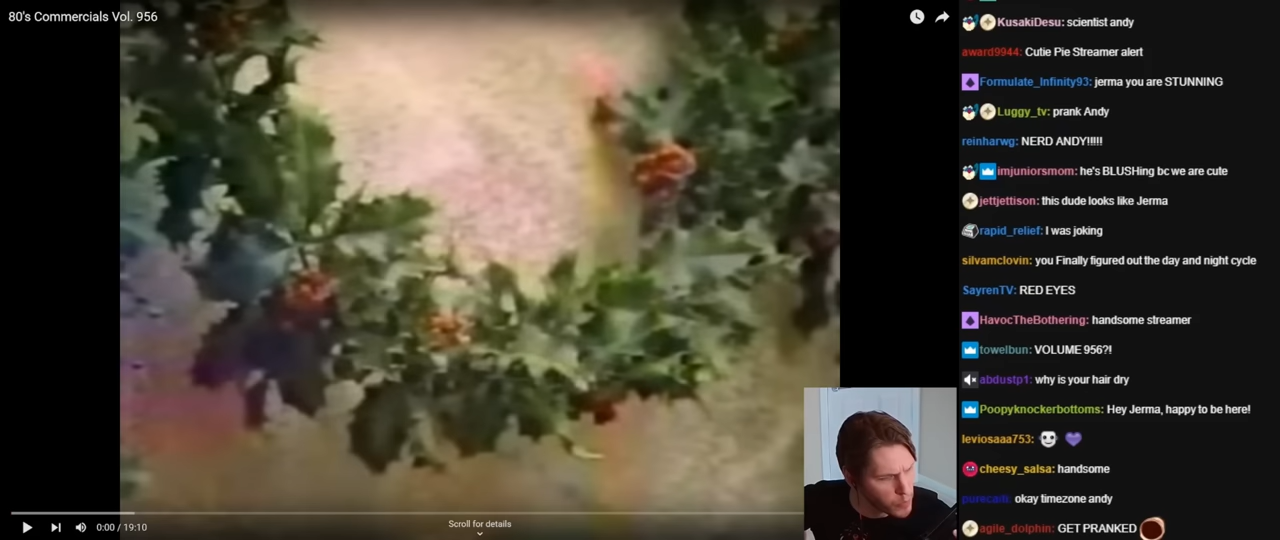 80's Commercials Vol. 956
KusakiDesu: scientist andy
award9944: Cutie Pie Streamer alert
Formulate_Infinity93: jerma you are STUNNING
Luggy_tv: prank Andy
reinharwg: NERD ANDY!!!!!
imjuniorsmom: he's BLUSHing bc we are cute
jettjettison: this dude looks like Jerma
rapid_relief: I was joking
silvamclovin: you Finally figured out the day and night cycle
SayrenTV: RED EYES
HavocTheBothering: handsome streamer
towelbun: VOLUME 956?!
abdustp1: why is your hair dry
Poopyknockerbottoms: Hey Jerma, happy to be here!
leviosaaa753:
cheesy_salsa: handsome
okay timezone andy
agile_dolphin: GET PRANKED
Scroll for details
0:00 / 19:10